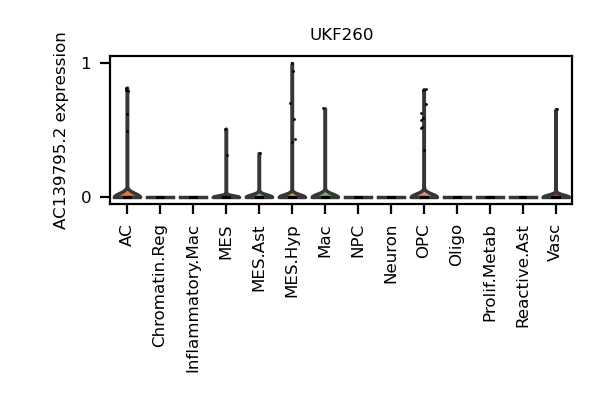 UKF260
AC139795.2 expression
1
0
AC
Chromatin.Reg
Inflammatory.Mac
MES
MES.Ast
MES.Hyp
Mac
NPC
Neuron
OPC
Oligo
Prolif.Metab
Reactive.Ast
Vasc